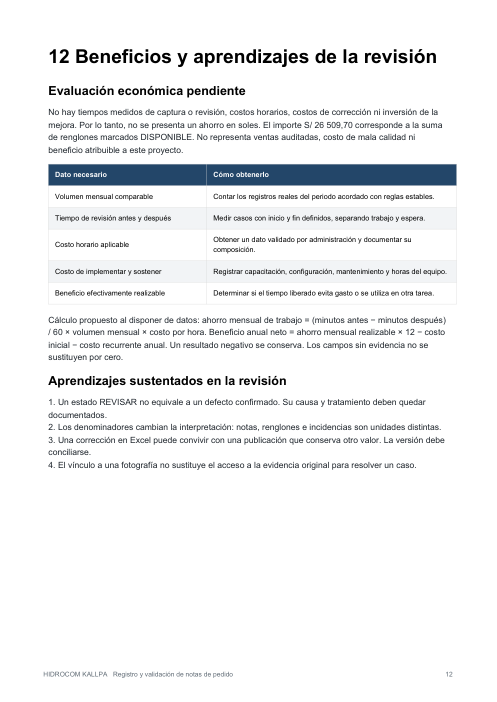 12 Beneficios y aprendizajes de la revisión
Evaluación económica pendiente
No hay tiempos medidos de captura o revisión, costos horarios, costos de corrección ni inversión de la
mejora. Por lo tanto, no se presenta un ahorro en soles. El importe S/ 26 509,70 corresponde a la suma
de renglones marcados DISPONIBLE. No representa ventas auditadas, costo de mala calidad ni
beneficio atribuible a este proyecto.
Dato necesario Cómo obtenerlo
Volumen mensual comparable Contar los registros reales del periodo acordado con reglas estables.
Tiempo de revisión antes y después Medir casos con inicio y fin definidos, separando trabajo y espera.
Costo horario aplicable Obtener un dato validado por administración y documentar su
composición.
Costo de implementar y sostener Registrar capacitación, configuración, mantenimiento y horas del equipo.
Beneficio efectivamente realizable Determinar si el tiempo liberado evita gasto o se utiliza en otra tarea.
Cálculo propuesto al disponer de datos: ahorro mensual de trabajo = (minutos antes − minutos después)
/ 60 × volumen mensual × costo por hora. Beneficio anual neto = ahorro mensual realizable × 12 − costo
inicial − costo recurrente anual. Un resultado negativo se conserva. Los campos sin evidencia no se
sustituyen por cero.
Aprendizajes sustentados en la revisión
1. Un estado REVISAR no equivale a un defecto confirmado. Su causa y tratamiento deben quedar
documentados.
2. Los denominadores cambian la interpretación: notas, renglones e incidencias son unidades distintas.
3. Una corrección en Excel puede convivir con una publicación que conserva otro valor. La versión debe
conciliarse.
4. El vínculo a una fotografía no sustituye el acceso a la evidencia original para resolver un caso.
HIDROCOM KALLPA Registro y validación de notas de pedido 12